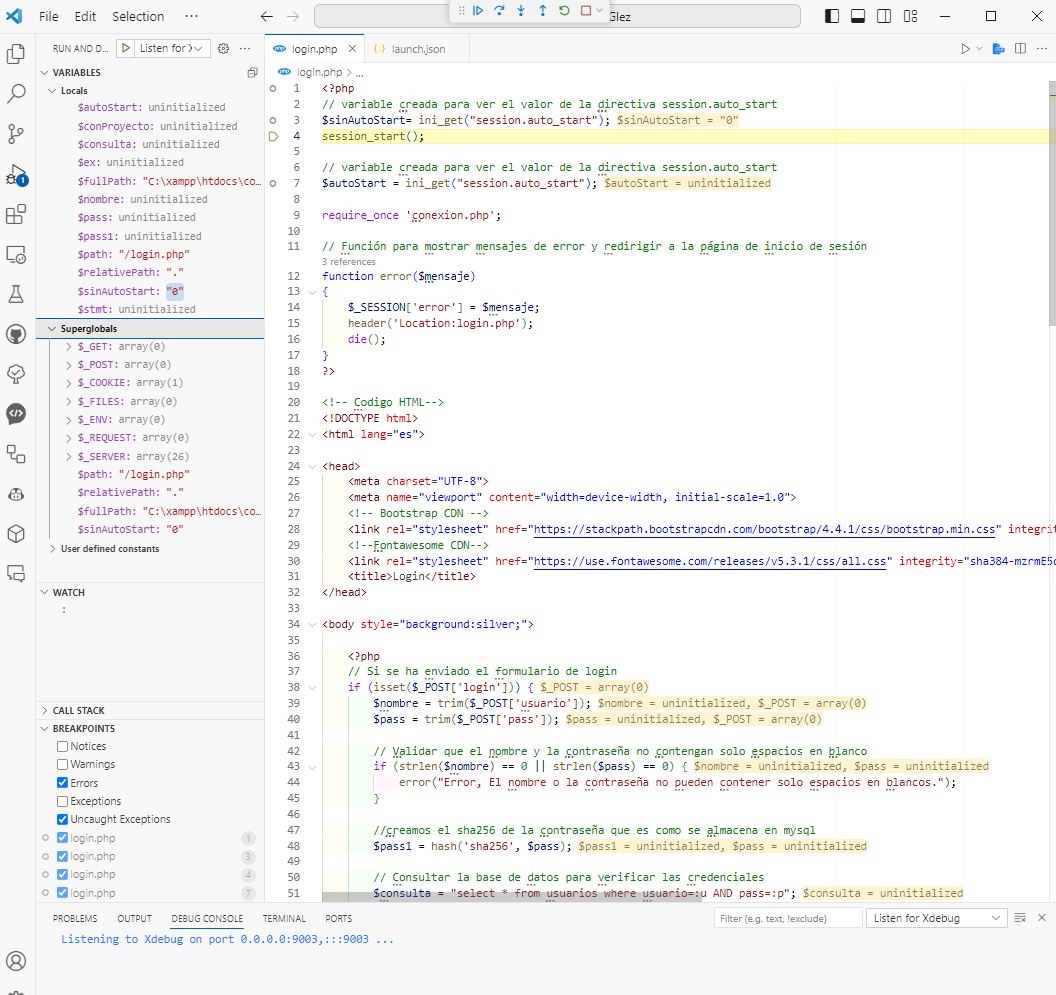 File Edit Selection ··· Glez
RUN AND D... Listen for X
VARIABLES
Locals
$autoStart: uninitialized
$conProyecto: uninitialized
$consulta: uninitialized
$ex: uninitialized
$fullPath: "C:\xampp\htdocs\co...
$nombre: uninitialized
$pass: uninitialized
$pass1: uninitialized
$path: "/login.php"
$relativePath: "."
$sinAutoStart: "0"
$stmt: uninitialized
Superglobals
$_GET: array(0)
$_POST: array(0)
$_COOKIE: array(1)
$_FILES: array(0)
$_ENV: array(0)
$_REQUEST: array(0)
$_SERVER: array(26)
$path: "/login.php"
$relativePath: "."
$fullPath: "C:\xampp\htdocs\co...
$sinAutoStart: "0"
User defined constants
WATCH
:
CALL STACK
BREAKPOINTS
Notices
Warnings
Errors
Exceptions
Uncaught Exceptions
login.php 1
login.php 3
login.php 4
login.php 7
1
login.php launch.json
login.php > ...
1 <?php
2 // variable creada para ver el valor de la directiva session.auto_start
3 $sinAutoStart= ini_get("session.auto_start"); $sinAutoStart = "0"
4 session_start();
5
6 // variable creada para ver el valor de la directiva session.auto_start
7 $autoStart = ini_get("session.auto_start"); $autoStart = uninitialized
8
9 require_once 'conexion.php';
10
11 // Función para mostrar mensajes de error y redirigir a la página de inicio de sesión
3 references
12 function error($mensaje)
13 {
14 $_SESSION['error'] = $mensaje;
15 header('Location:login.php');
16 die();
17 }
18 ?>
19
20 <!-- Codigo HTML-->
21 <!DOCTYPE html>
22 <html lang="es">
23
24 <head>
25 <meta charset="UTF-8">
26 <meta name="viewport" content="width=device-width, initial-scale=1.0">
27 <!-- Bootstrap CDN -->
28 <link rel="stylesheet" href="https://stackpath.bootstrapcdn.com/bootstrap/4.4.1/css/bootstrap.min.css" integrit
29 <!--Fontawesome CDN-->
30 <link rel="stylesheet" href="https://use.fontawesome.com/releases/v5.3.1/css/all.css" integrity="sha384-mzrmE5
31 <title>Login</title>
32 </head>
33
34 <body style="background:silver;">
35
36 <?php
37 // Si se ha enviado el formulario de login
38 if (isset($_POST['login'])) { $_POST = array(0)
39 $nombre = trim($_POST['usuario']); $nombre = uninitialized, $_POST = array(0)
40 $pass = trim($_POST['pass']); $pass = uninitialized, $_POST = array(0)
41
42 // Validar que el nombre y la contraseña no contengan solo espacios en blanco
43 if (strlen($nombre) == 0 || strlen($pass) == 0) { $nombre = uninitialized, $pass = uninitialized
44 error("Error, El nombre o la contraseña no pueden contener solo espacios en blancos.");
45 }
46
47 //creamos el sha256 de la contraseña que es como se almacena en mysql
48 $pass1 = hash('sha256', $pass); $pass1 = uninitialized, $pass = uninitialized
49
50 // Consultar la base de datos para verificar las credenciales
51 $consulta = "select * from usuarios where usuario=:u AND pass=:p"; $consulta = uninitialized
PROBLEMS OUTPUT DEBUG CONSOLE TERMINAL PORTS Filter (e.g. text, !exclude) Listen for Xdebug
Listening to Xdebug on port 0.0.0.0:9003,:::9003 ...